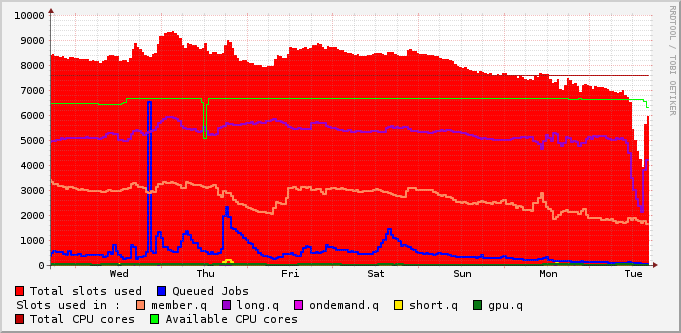 10000
9000
8000
7000
6000
5000
4000
3000
2000
1000
0
Wed Thu Fri Sat Sun Mon Tue
Total slots used Queued Jobs
Slots used in : member.q long.q ondemand.q short.q gpu.q
Total CPU cores Available CPU cores
RRDTOOL / TOBI OETIKER